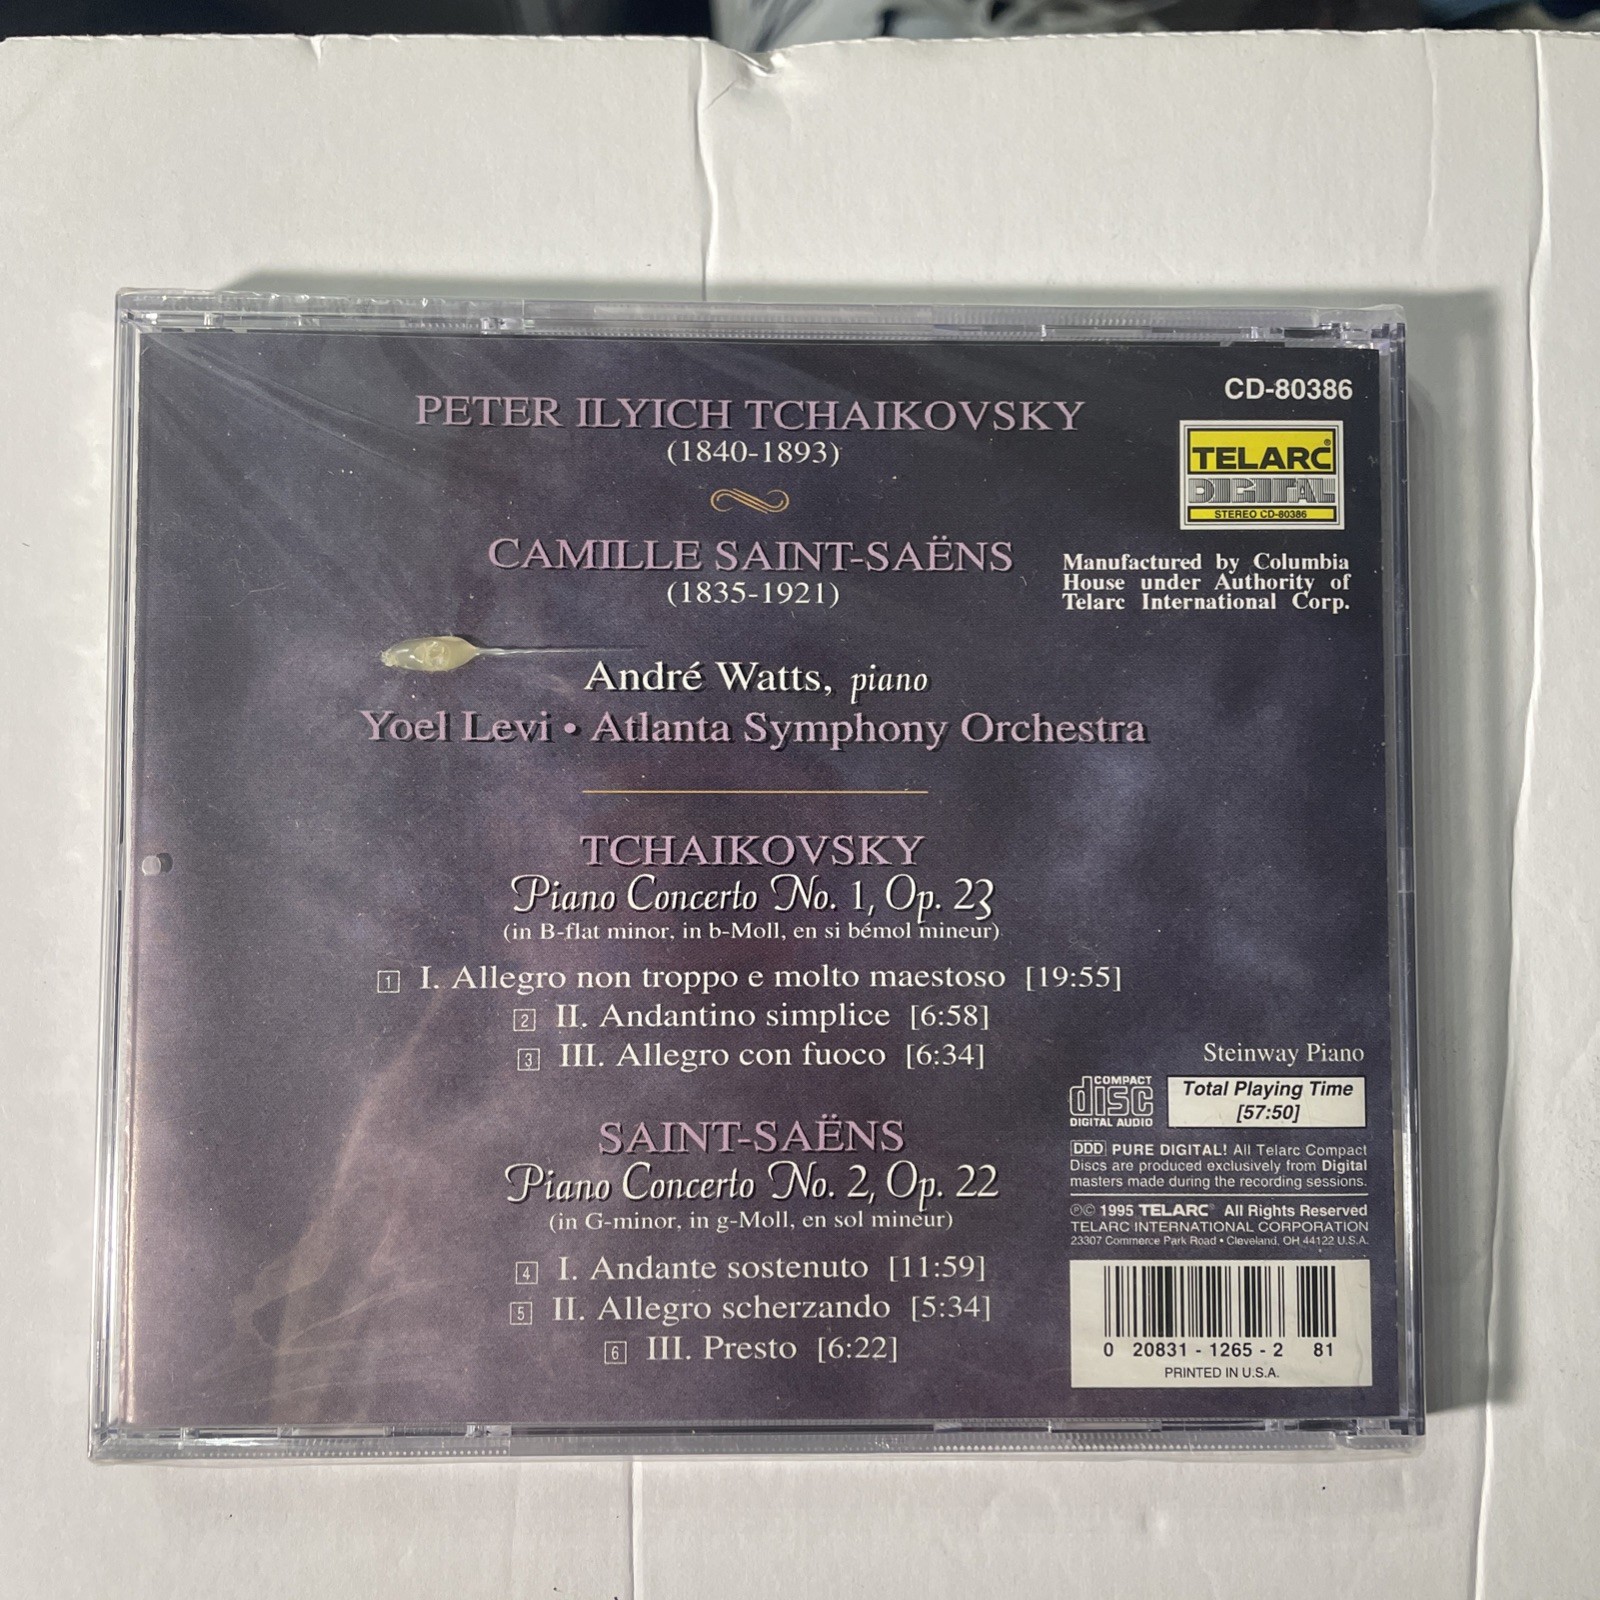 CD-80386
PETER ILYICH TCHAIKOVSKY
(1840-1893)
TELARC®
DIGITAL
STEREO CD-80386
CAMILLE SAINT-SAËNS
(1835-1921)
Manufactured by Columbia
House under Authority of
Telarc International Corp.
André Watts, piano
Yoel Levi • Atlanta Symphony Orchestra
TCHAIKOVSKY
Piano Concerto No. 1, Op. 23
(in B-flat minor, in b-Moll, en si bémol mineur)
1 I. Allegro non troppo e molto maestoso [19:55]
2 II. Andantino simplice [6:58]
3 III. Allegro con fuoco [6:34]
SAINT-SAËNS
Piano Concerto No. 2, Op. 22
(in G-minor, in g-Moll, en sol mineur)
4 I. Andante sostenuto [11:59]
5 II. Allegro scherzando [5:34]
6 III. Presto [6:22]
Steinway Piano
COMPACT
disc
DIGITAL AUDIO
Total Playing Time
[57:50]
DDD PURE DIGITAL! All Telarc Compact
Discs are produced exclusively from Digital
masters made during the recording sessions.
℗© 1995 TELARC® All Rights Reserved
TELARC INTERNATIONAL CORPORATION
23307 Commerce Park Road • Cleveland, OH 44122 U.S.A.
0 20831 - 1265 - 2 81
PRINTED IN U.S.A.